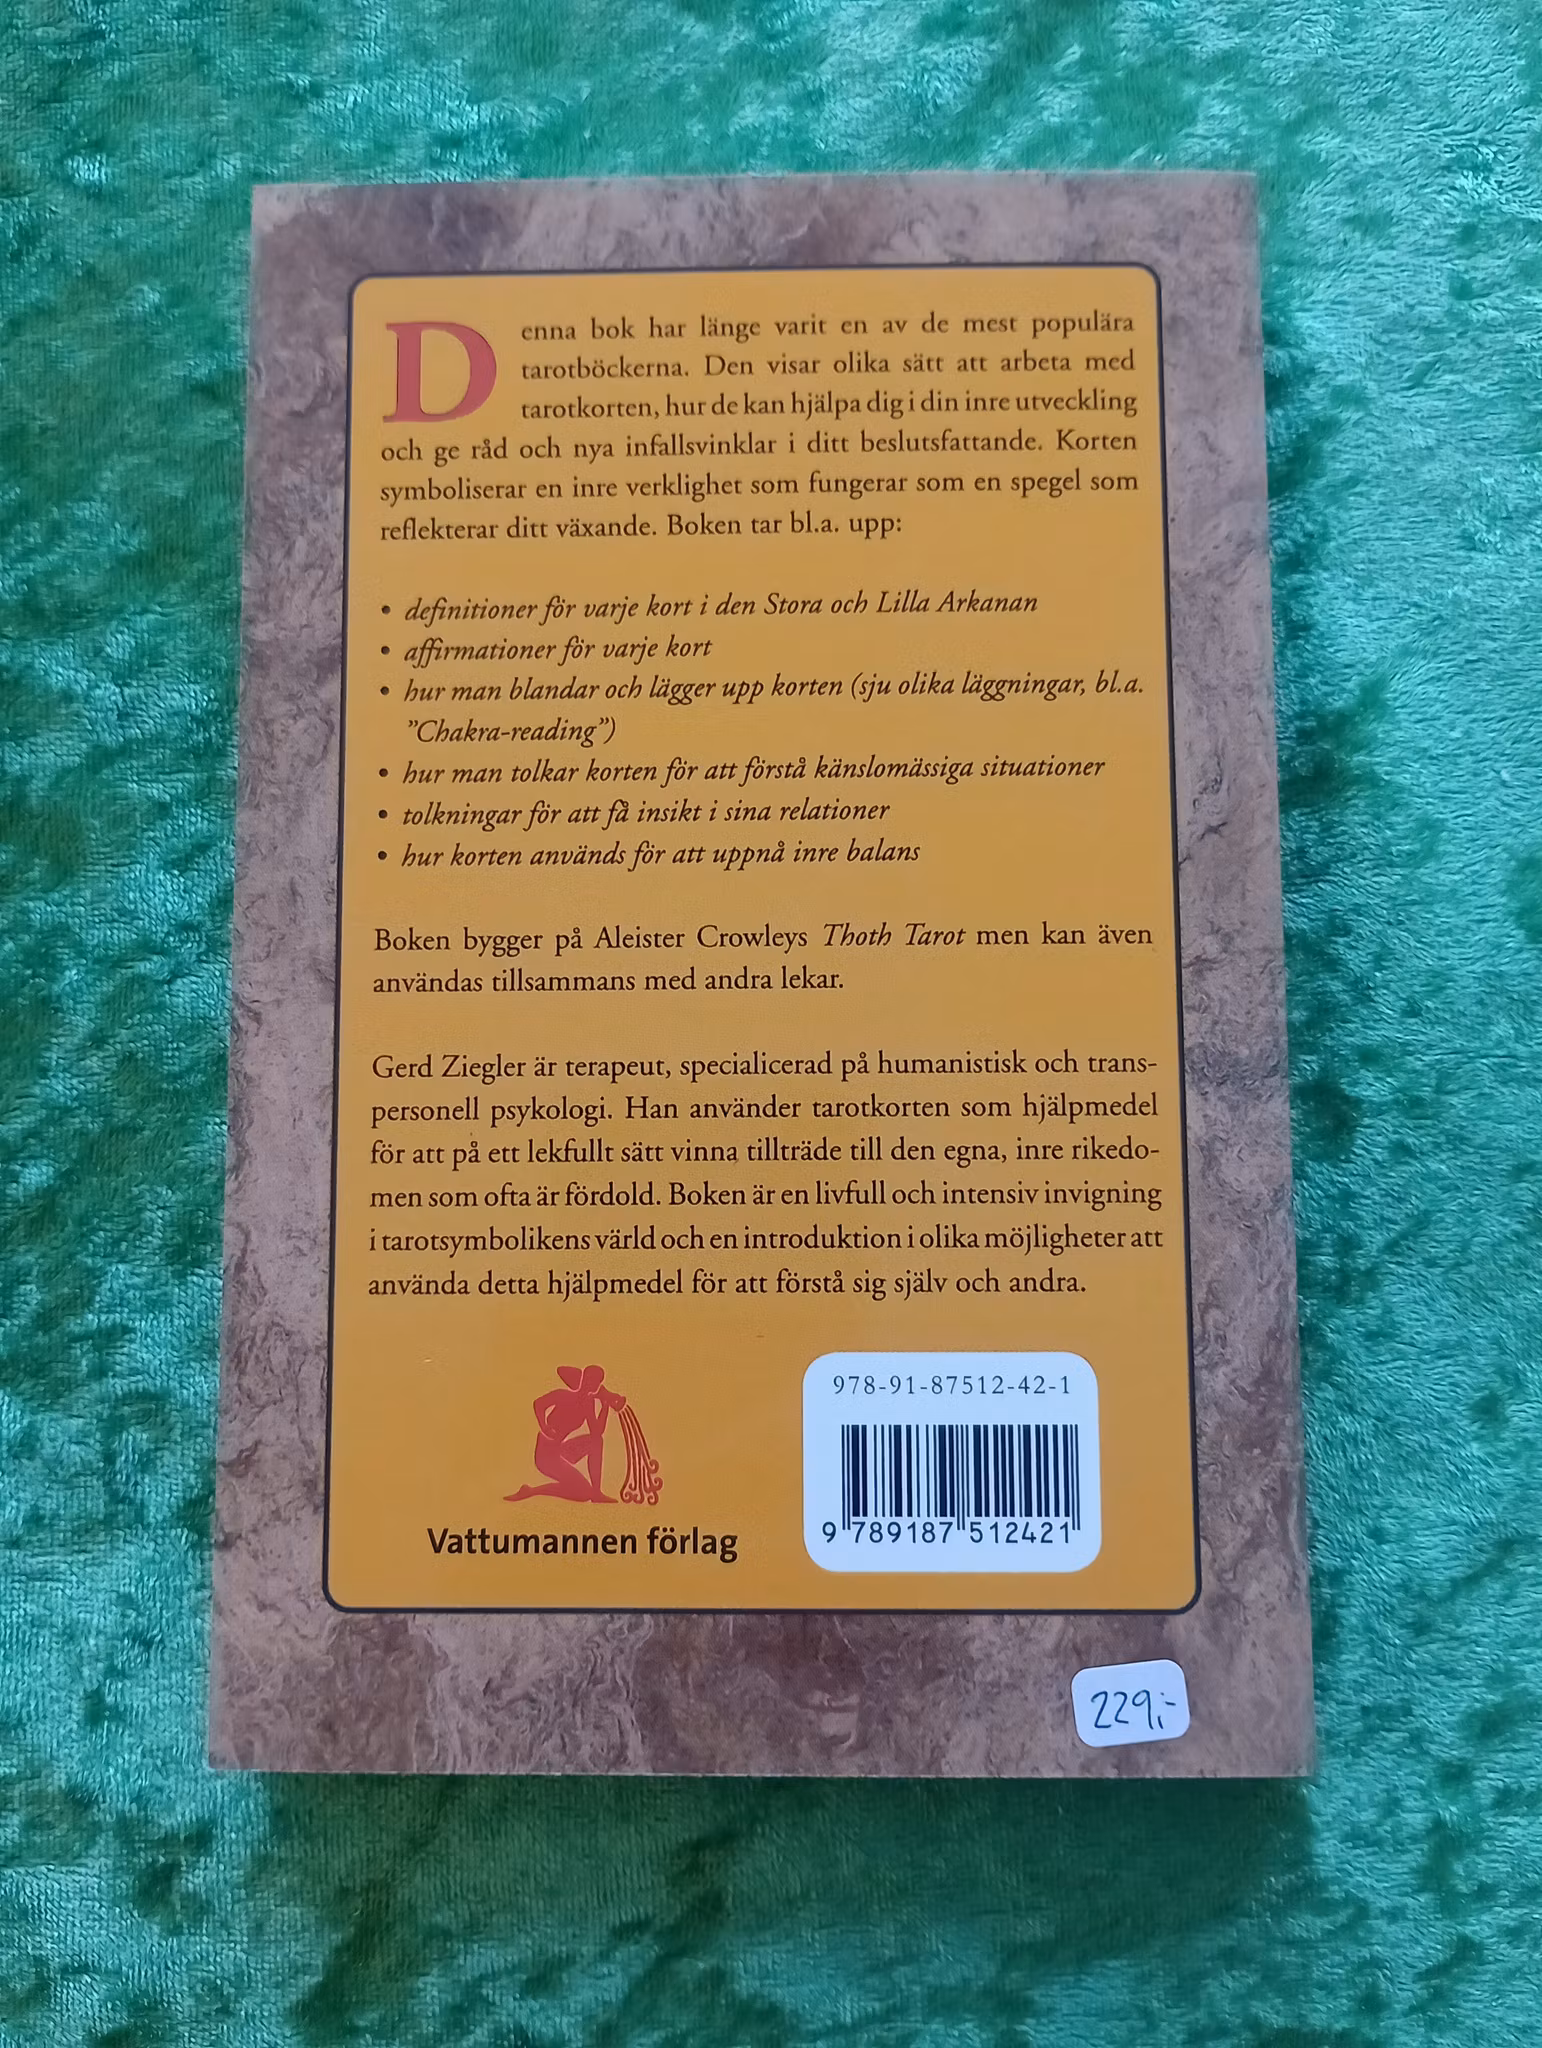 Denna bok har länge varit en av de mest populära
tarotböckerna. Den visar olika sätt att arbeta med
tarotkorten, hur de kan hjälpa dig i din inre utveckling
och ge råd och nya infallsvinklar i ditt beslutsfattande. Korten
symboliserar en inre verklighet som fungerar som en spegel som
reflekterar ditt växande. Boken tar bl.a. upp:
• definitioner för varje kort i den Stora och Lilla Arkanan
• affirmationer för varje kort
• hur man blandar och lägger upp korten (sju olika läggningar, bl.a.
”Chakra-reading”)
• hur man tolkar korten för att förstå känslomässiga situationer
• tolkningar för att få insikt i sina relationer
• hur korten används för att uppnå inre balans
Boken bygger på Aleister Crowleys Thoth Tarot men kan även
användas tillsammans med andra lekar.
Gerd Ziegler är terapeut, specialicerad på humanistisk och trans-
personell psykologi. Han använder tarotkorten som hjälpmedel
för att på ett lekfullt sätt vinna tillträde till den egna, inre rikedo-
men som ofta är fördold. Boken är en livfull och intensiv invigning
i tarotsymbolikens värld och en introduktion i olika möjligheter att
använda detta hjälpmedel för att förstå sig själv och andra.
Vattumannen förlag
978-91-87512-42-1
9 789187 512421
229,-